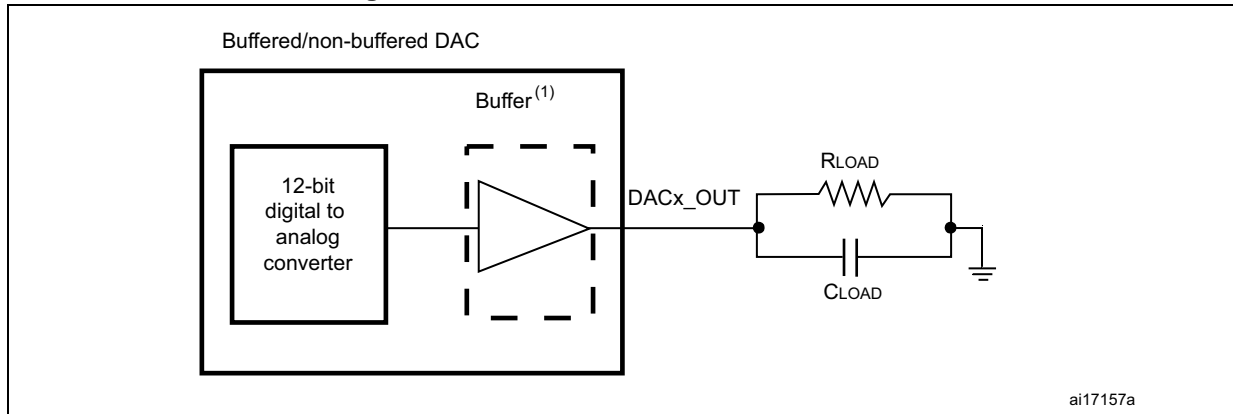 Buffered/non-buffered DAC
Buffer(1)
12-bit
digital to
analog
converter
DACx_OUT
RLOAD
CLOAD
ai17157a